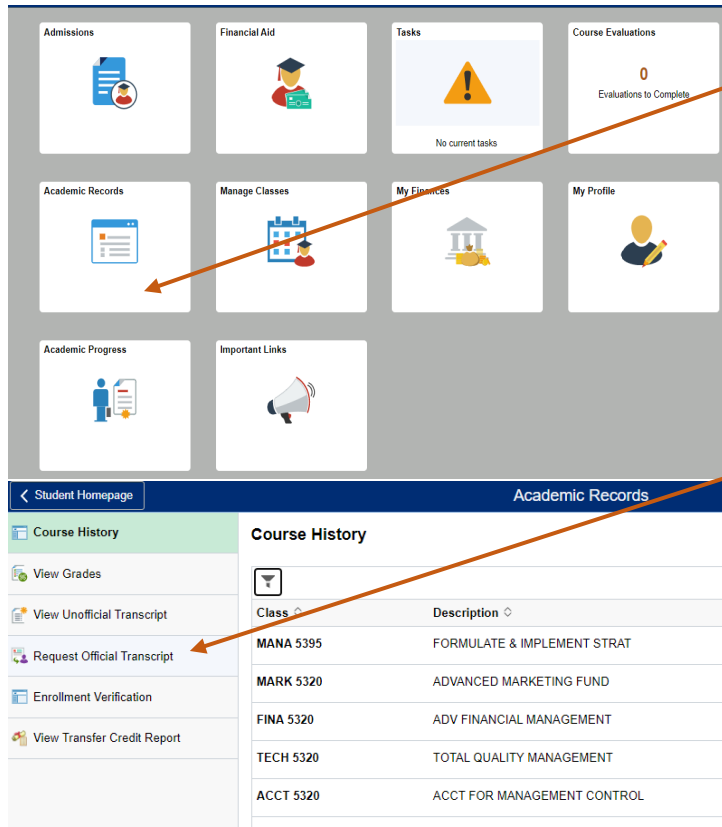 Admissions
Financial Aid
Tasks
Course Evaluations
0
Evaluations to Complete
No current tasks
Academic Records
Manage Classes
My Finances
My Profile
Academic Progress
Important Links
Student Homepage
Academic Records
Course History
View Grades
View Unofficial Transcript
Request Official Transcript
Enrollment Verification
View Transfer Credit Report
Course History
Class
Description
MANA 5395
FORMULATE & IMPLEMENT STRAT
MARK 5320
ADVANCED MARKETING FUND
FINA 5320
ADV FINANCIAL MANAGEMENT
TECH 5320
TOTAL QUALITY MANAGEMENT
ACCT 5320
ACCT FOR MANAGEMENT CONTROL